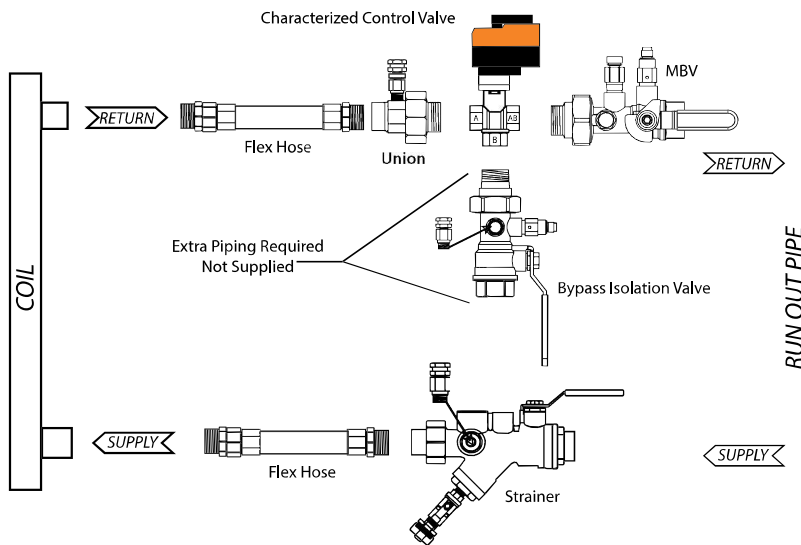 Characterized Control Valve
MBV
RETURN
A
AB
B
Flex Hose
Union
RETURN
Extra Piping Required
Not Supplied
Bypass Isolation Valve
COIL
RUN OUT PIPE
SUPPLY
SUPPLY
Flex Hose
Strainer